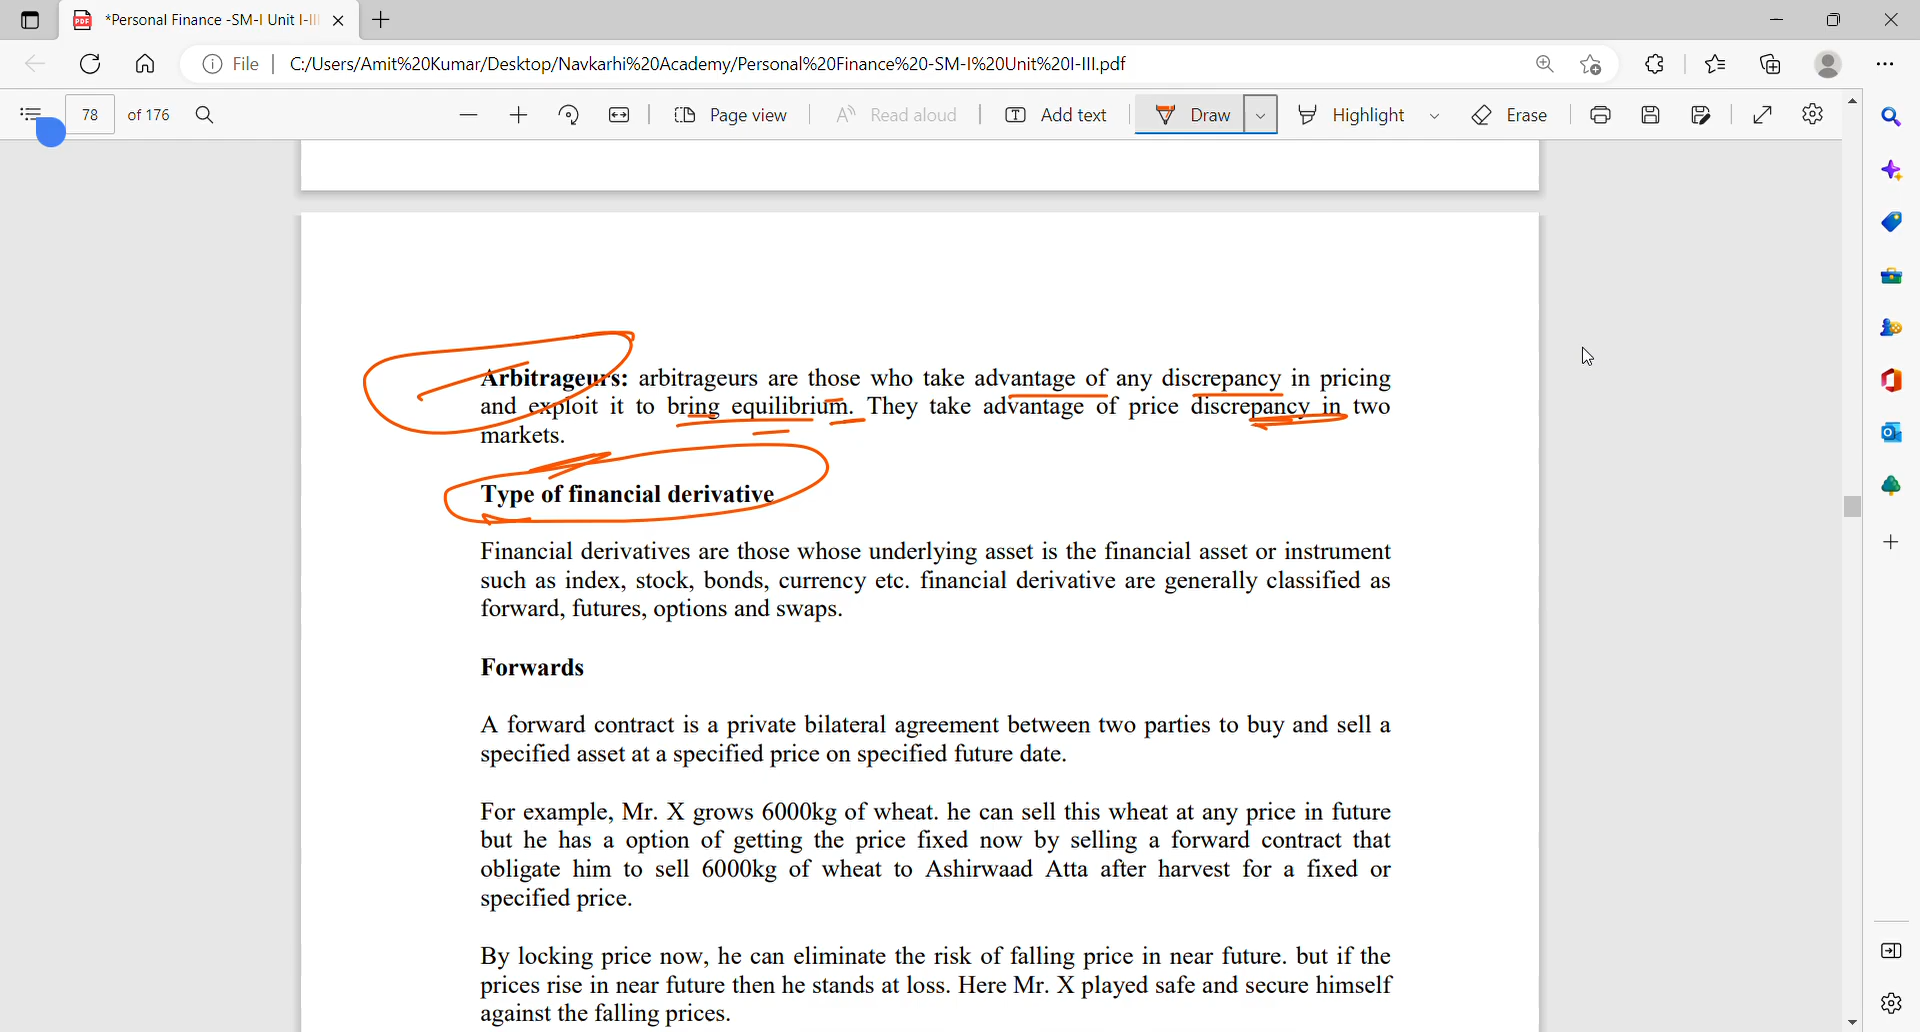 *Personal Finance -SM-I Unit I-III
File
C:/Users/Amit%20Kumar/Desktop/Navkarhi%20Academy/Personal%20Finance%20-SM-I%20Unit%20I-III.pdf
78 of 176
Page view
Read aloud
Add text
Draw
Highlight
Erase
Arbitrageurs: arbitrageurs are those who take advantage of any discrepancy in pricing
and exploit it to bring equilibrium. They take advantage of price discrepancy in two
markets.
Type of financial derivative
Financial derivatives are those whose underlying asset is the financial asset or instrument
such as index, stock, bonds, currency etc. financial derivative are generally classified as
forward, futures, options and swaps.
Forwards
A forward contract is a private bilateral agreement between two parties to buy and sell a
specified asset at a specified price on specified future date.
For example, Mr. X grows 6000kg of wheat. he can sell this wheat at any price in future
but he has a option of getting the price fixed now by selling a forward contract that
obligate him to sell 6000kg of wheat to Ashirwaad Atta after harvest for a fixed or
specified price.
By locking price now, he can eliminate the risk of falling price in near future. but if the
prices rise in near future then he stands at loss. Here Mr. X played safe and secure himself
against the falling prices.